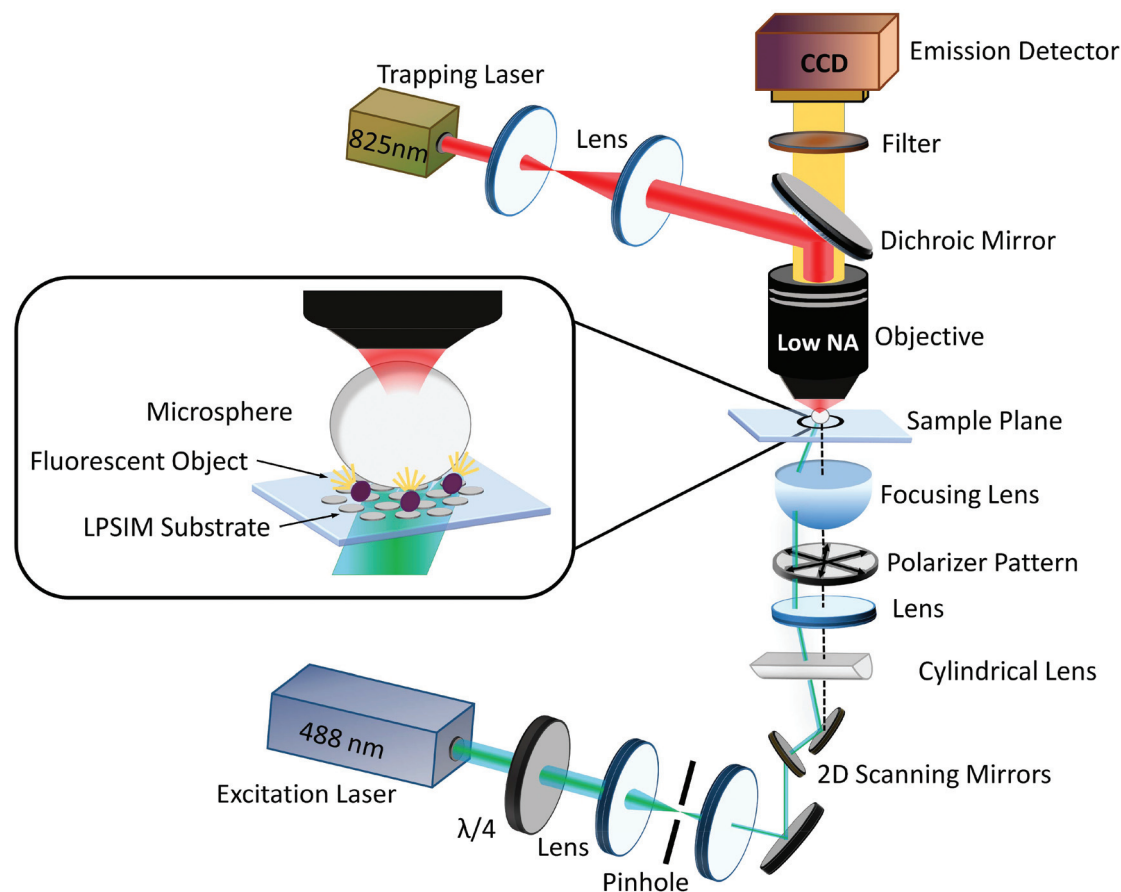 CCD
Emission Detector
Trapping Laser
825nm
Lens
Filter
Dichroic Mirror
Low NA
Objective
Microsphere
Sample Plane
Fluorescent Object
Focusing Lens
LPSIM Substrate
Polarizer Pattern
Lens
Cylindrical Lens
488 nm
2D Scanning Mirrors
Excitation Laser
λ/4
Lens
Pinhole